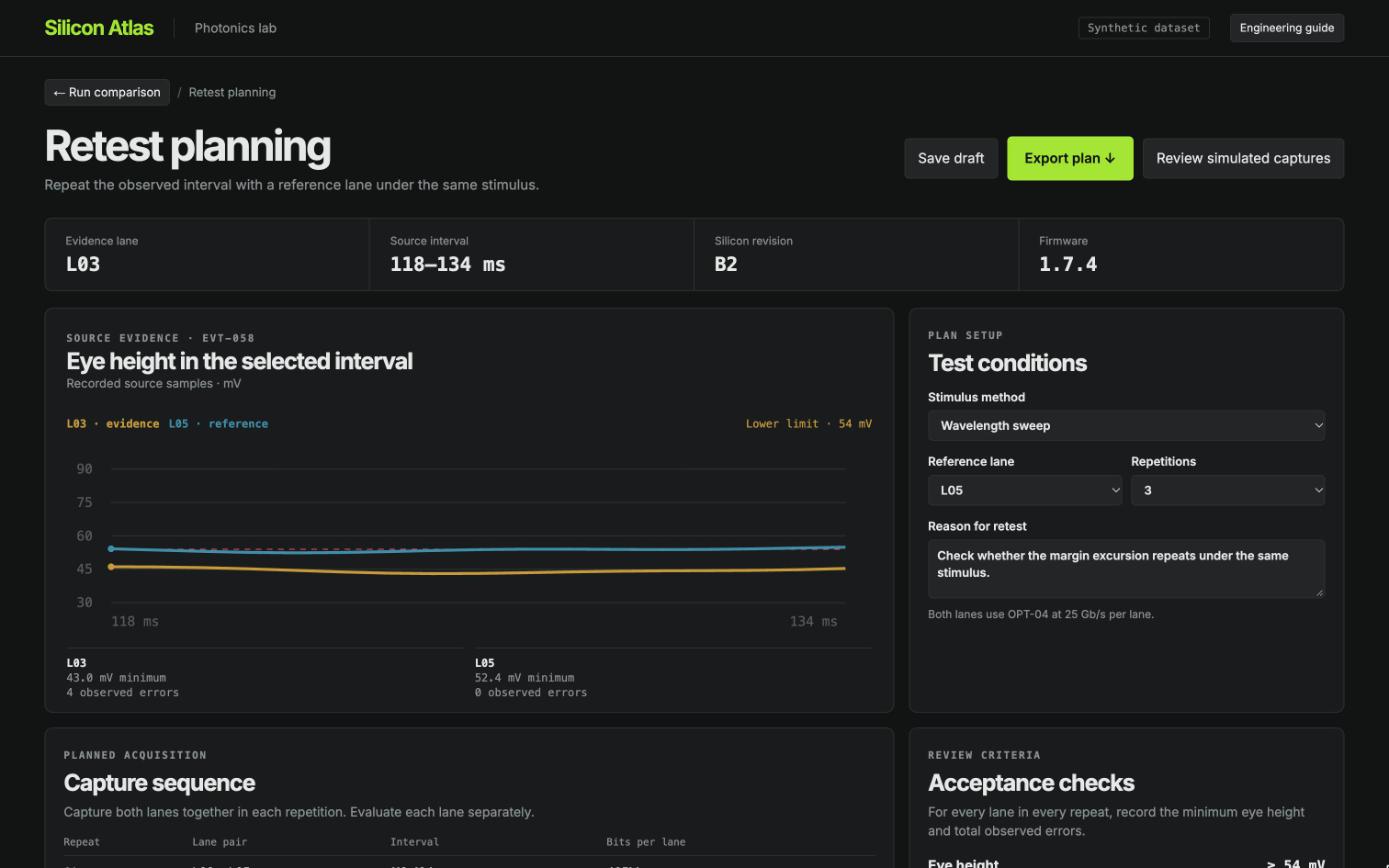 Silicon Atlas
Photonics lab
Synthetic dataset
Engineering guide
← Run comparison / Retest planning
Retest planning
Repeat the observed interval with a reference lane under the same stimulus.
Save draft
Export plan ↓
Review simulated captures
Evidence lane
L03
Source interval
118–134 ms
Silicon revision
B2
Firmware
1.7.4
SOURCE EVIDENCE · EVT-058
Eye height in the selected interval
Recorded source samples · mV
L03 · evidence L05 · reference
Lower limit · 54 mV
90
75
60
45
30
118 ms
134 ms
L03
43.0 mV minimum
4 observed errors
L05
52.4 mV minimum
0 observed errors
PLAN SETUP
Test conditions
Stimulus method
Wavelength sweep
Reference lane
L05
Repetitions
3
Reason for retest
Check whether the margin excursion repeats under the same
stimulus.
Both lanes use OPT-04 at 25 Gb/s per lane.
PLANNED ACQUISITION
Capture sequence
Capture both lanes together in each repetition. Evaluate each lane separately.
Repeat
Lane pair
Interval
Bits per lane
REVIEW CRITERIA
Acceptance checks
For every lane in every repeat, record the minimum eye height
and total observed errors.
Eye height
≥ 54 mV